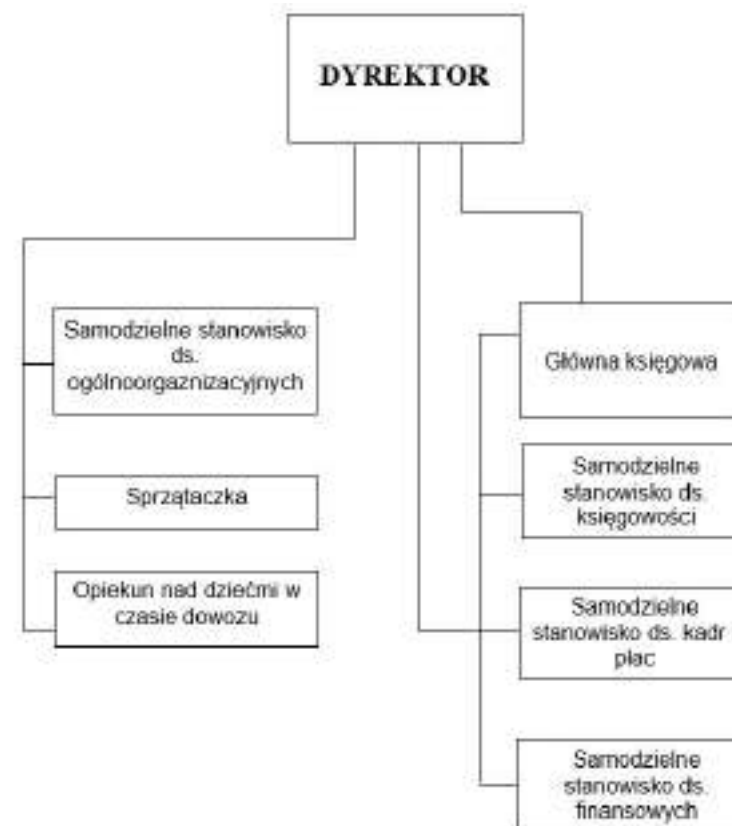 DYREKTOR
Samodzielne stanowisko
ds.
ogólnoorgaznizacyjnych
Sprzątaczka
Opiekun nad dziećmi w
czasie dowozu
Główna księgowa
Samodzielne
stanowisko ds.
księgowości
Samodzielne
stanowisko ds. kadr
płac
Samodzielne
stanowisko ds.
finansowych